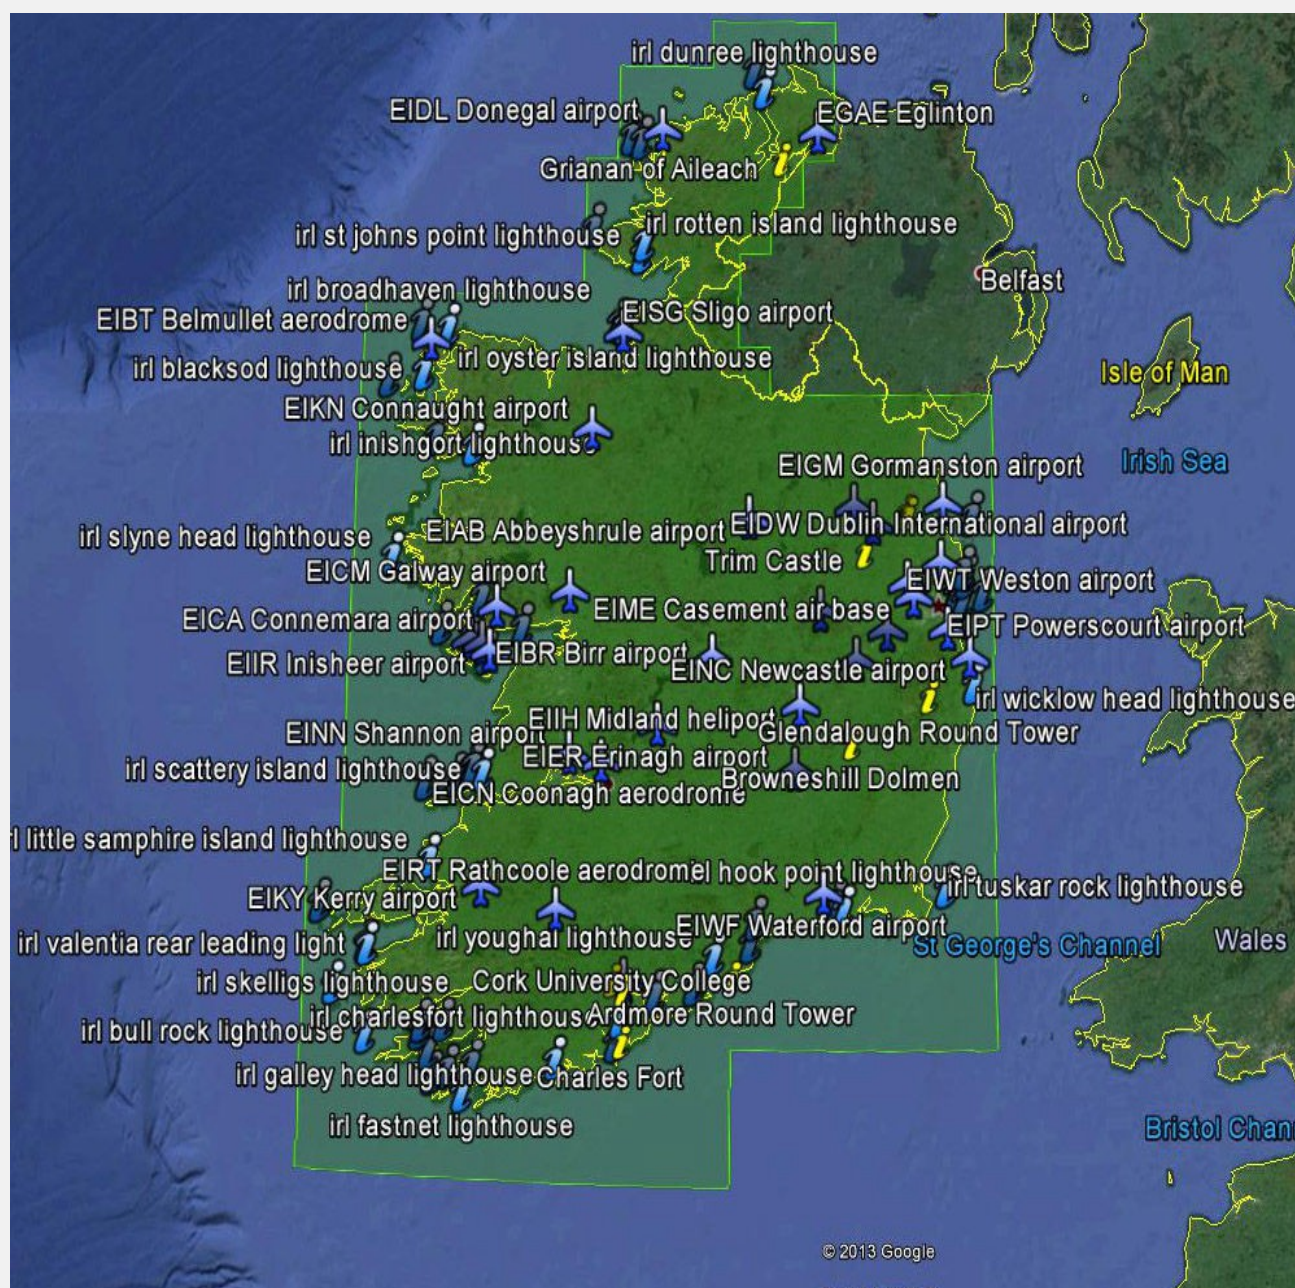 irl dunree lighthouse
EIDL Donegal airport
EGAE Eglinton
Grianan of Aileach
irl rotten island lighthouse
irl st johns point lighthouse
Belfast
irl broadhaven lighthouse
EISG Sligo airport
EIBT Belmullet aerodrome
irl oyster island lighthouse
irl blacksod lighthouse
Isle of Man
EIKN Connaught airport
irl inishgort lighthouse
Irish Sea
EIGM Gormanston airport
EIDW Dublin International airport
EIAB Abbeyshrule airport
irl slyne head lighthouse
Trim Castle
EICM Galway airport
EIWT Weston airport
EIME Casement air base
EICA Connemara airport
EIPT Powerscourt airport
EIBR Birr airport
EIIR Inisheer airport
EINC Newcastle airport
irl wicklow head lighthouse
EIIH Midland heliport
EINN Shannon airport
Glendalough Round Tower
EIER Erinagh airport
irl scattery island lighthouse
Browneshill Dolmen
EICN Coonagh aerodrome
irl little samphire island lighthouse
EIRT Rathcoole aerodrome
hook point lighthouse
irl tuskar rock lighthouse
EIKY Kerry airport
EIWF Waterford airport
irl youghal lighthouse
irl valentia rear leading light
St George's Channel
Wales
irl skelligs lighthouse
Cork University College
irl charlesfort lighthouse
Ardmore Round Tower
irl bull rock lighthouse
irl galley head lighthouse
Charles Fort
irl fastnet lighthouse
Bristol Chan
© 2013 Google